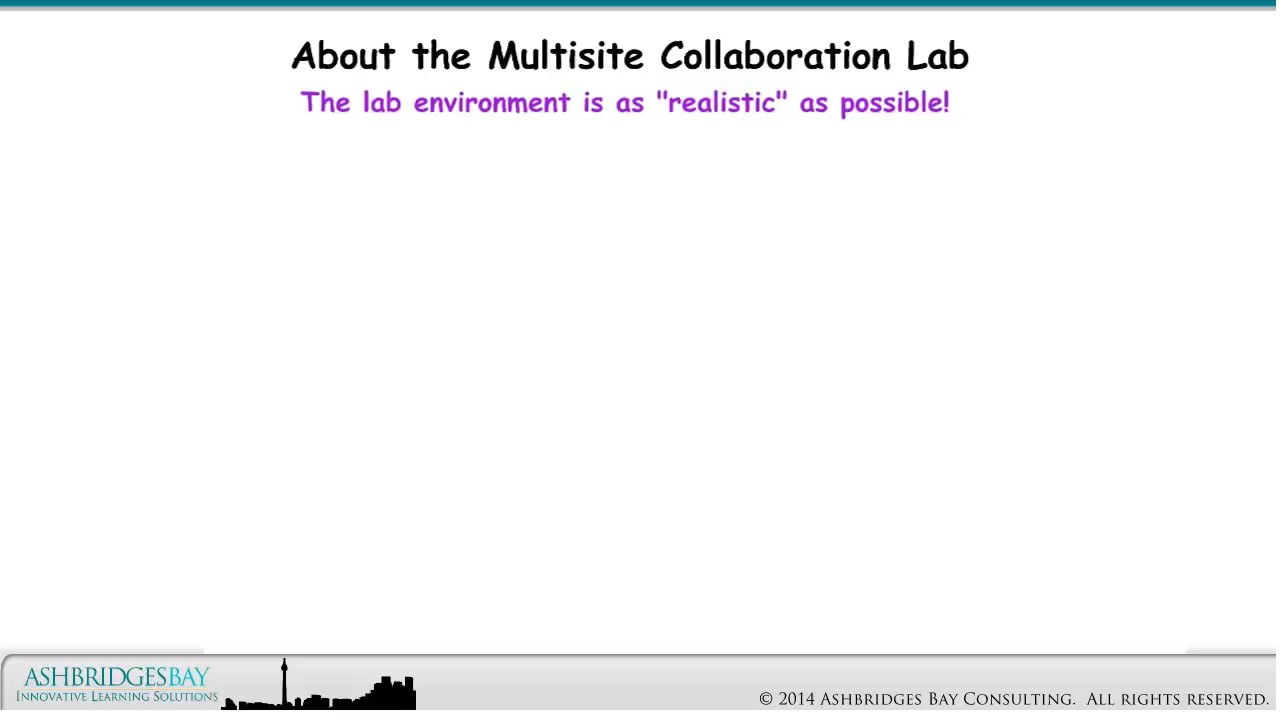 About the Multisite Collaboration Lab
The lab environment is as "realistic" as possible!
ASHBRIDGESBAY
INNOVATIVE LEARNING SOLUTIONS
© 2014 ASHBRIDGES BAY CONSULTING. ALL RIGHTS RESERVED.